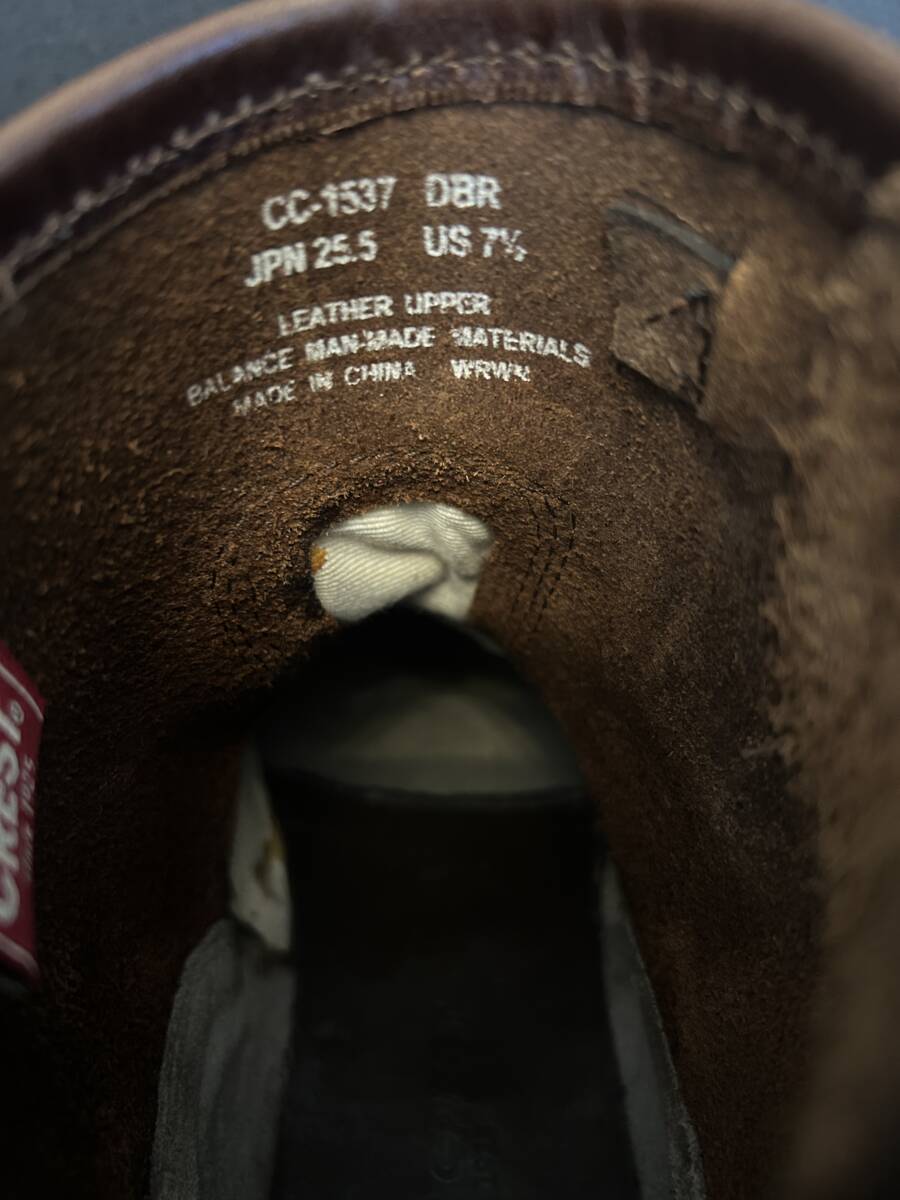 CC-1537 DBR
JPN 25.5 US 7½
LEATHER UPPER
BALANCE MAN-MADE MATERIALS
MADE IN CHINA WRWN
CREST